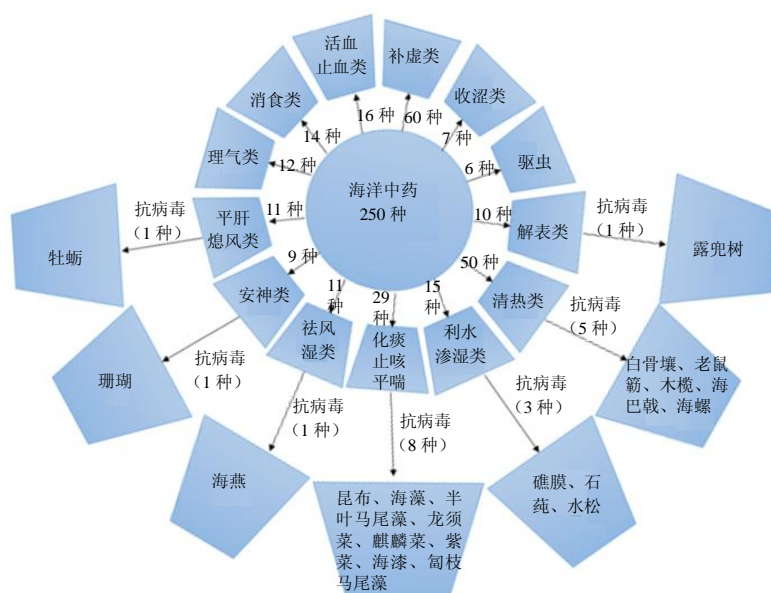 活血
止血类
补虚类
收涩类
消食类
理气类
驱虫
16 种
60 种
7 种
14 种
12 种
6 种
海洋中药
250 种
平肝
熄风类
11 种
10 种
解表类
抗病毒
（1 种）
牡蛎
抗病毒
（1 种）
露兜树
安神类
9 种
11
种
29
种
15
种
50 种
清热类
祛风
湿类
化痰
止咳
平喘
利水
渗湿类
抗病毒
（1 种）
珊瑚
抗病毒
（5 种）
白骨壤、老鼠
簕、木榄、海
巴戟、海螺
抗病毒
（1 种）
海燕
抗病毒
（8 种）
抗病毒
（3 种）
礁膜、石
莼、水松
昆布、海藻、半
叶马尾藻、龙须
菜、麒麟菜、紫
菜、海漆、匐枝
马尾藻